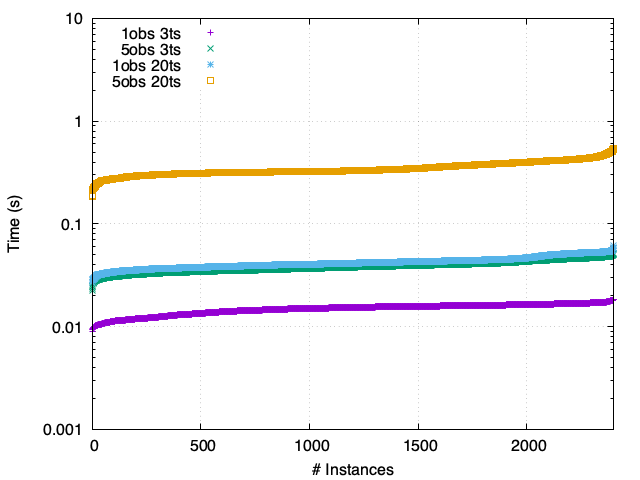 10
1
0.1
0.01
0.001
Time (s)
1obs 3ts
5obs 3ts
1obs 20ts
5obs 20ts
0 500 1000 1500 2000
# Instances